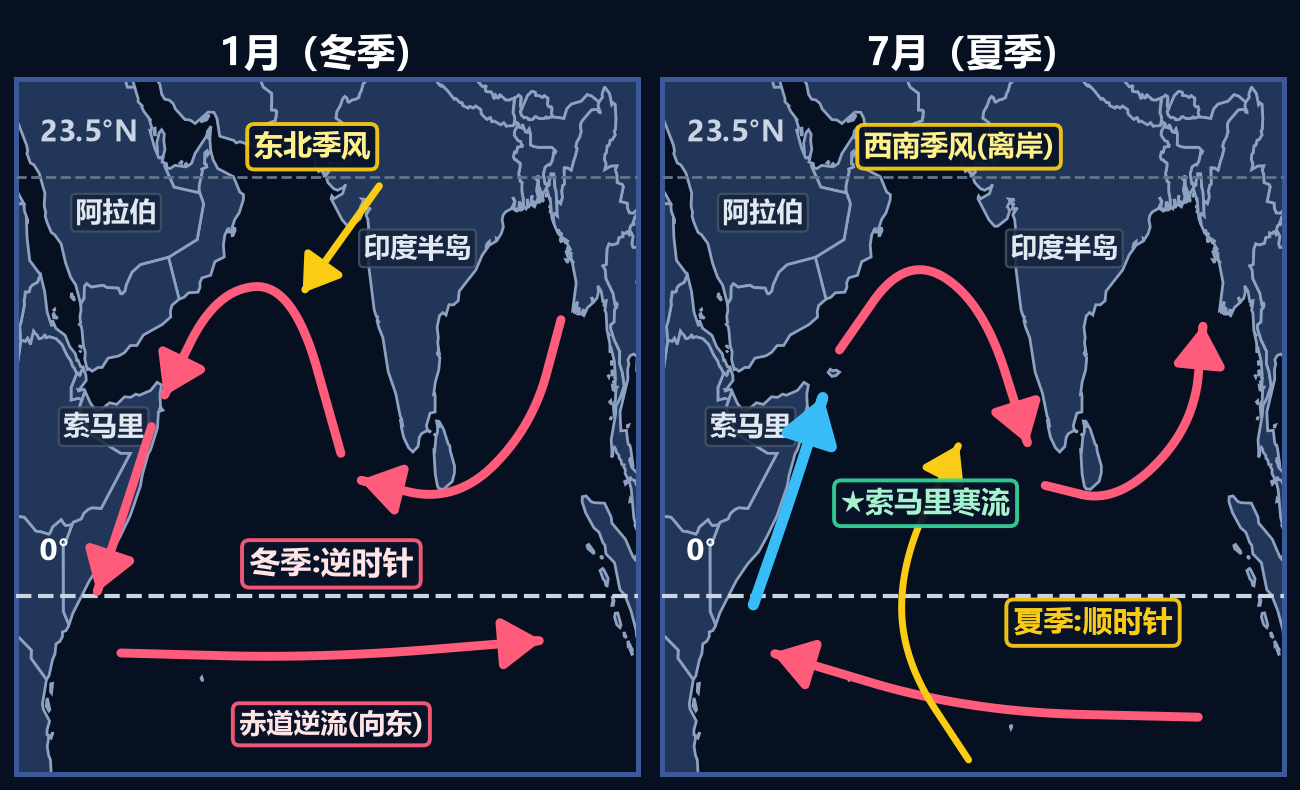 1月（冬季）
23.5°N
东北季风
阿拉伯
印度半岛
索马里
0°
冬季:逆时针
赤道逆流(向东)
7月（夏季）
23.5°N
西南季风(离岸)
阿拉伯
印度半岛
索马里
★索马里寒流
0°
夏季:顺时针